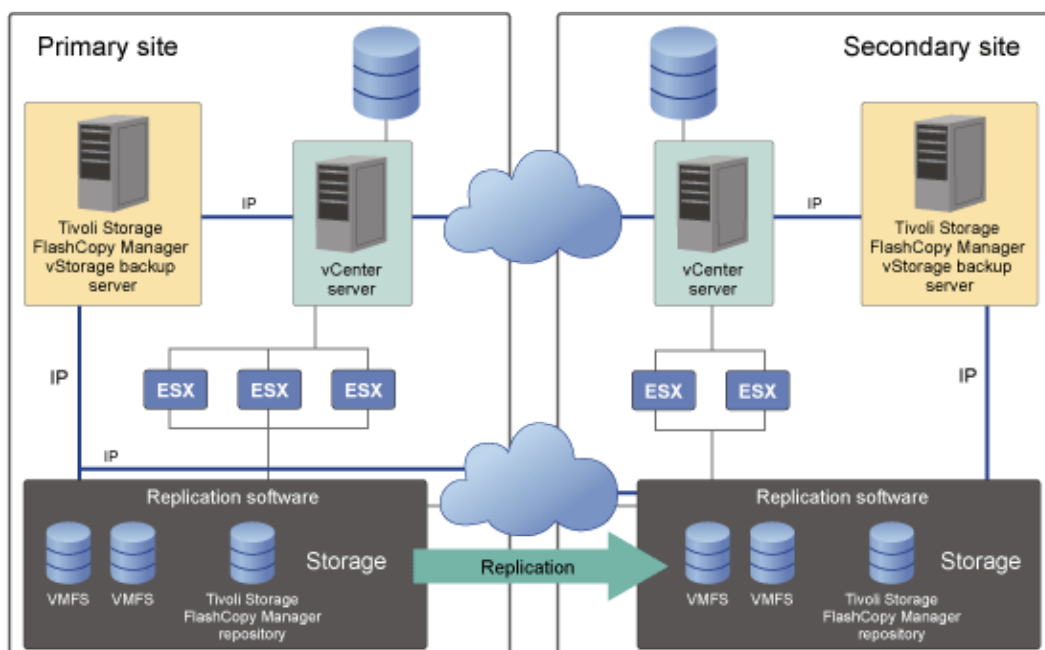 Primary site
Secondary site
Tivoli Storage
FlashCopy Manager
vStorage backup
server
IP
vCenter
server
vCenter
server
IP
Tivoli Storage
FlashCopy Manager
vStorage backup
server
IP
ESX
ESX
ESX
ESX
ESX
IP
IP
Replication software
VMFS
VMFS
Tivoli Storage
FlashCopy Manager
repository
Storage
Replication
Replication software
VMFS
VMFS
Tivoli Storage
FlashCopy Manager
repository
Storage